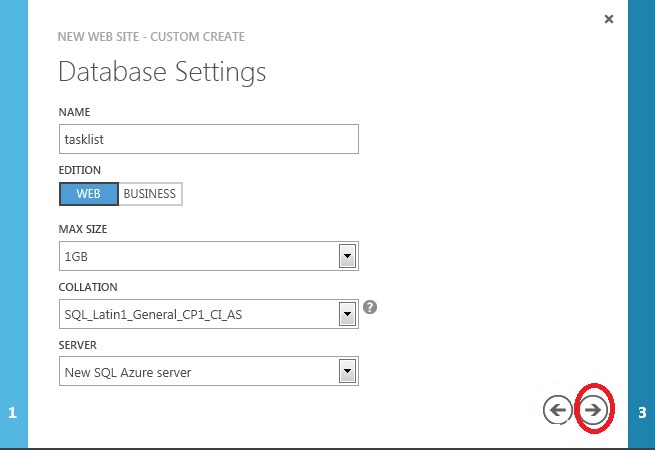 ×
NEW WEB SITE - CUSTOM CREATE
Database Settings
NAME
tasklist
EDITION
WEB BUSINESS
MAX SIZE
1GB
COLLATION
SQL_Latin1_General_CP1_CI_AS ?
SERVER
New SQL Azure server
1
3